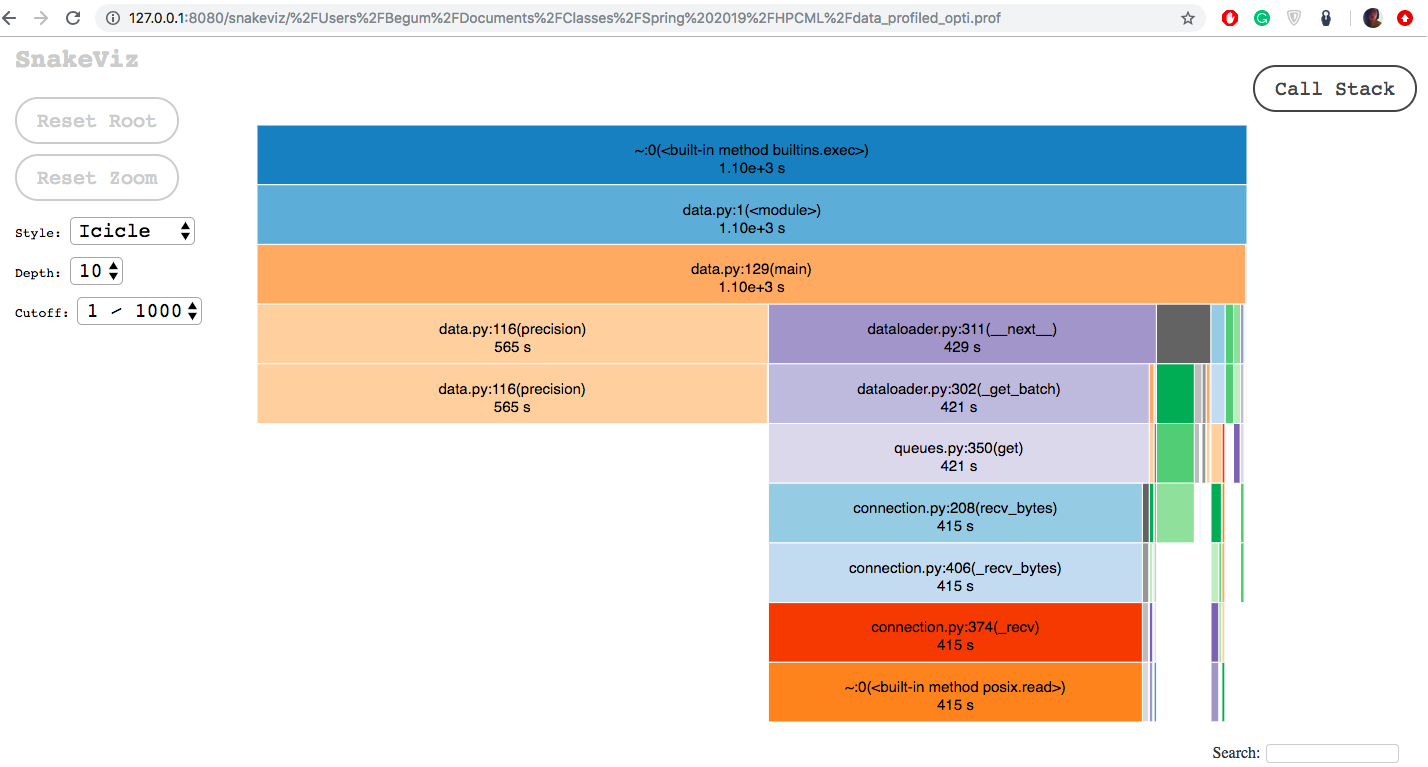 127.0.0.1:8080/snakeviz/%2FUsers%2FBegum%2FDocuments%2FClasses%2FSpring%202019%2FHPCML%2Fdata_profiled_opti.prof
SnakeViz
Call Stack
Reset Root
Reset Zoom
Style: Icicle
Depth: 10
Cutoff: 1 / 1000
~:0(<built-in method builtins.exec>)
1.10e+3 s
data.py:1(<module>)
1.10e+3 s
data.py:129(main)
1.10e+3 s
data.py:116(precision)
565 s
dataloader.py:311(__next__)
429 s
data.py:116(precision)
565 s
dataloader.py:302(_get_batch)
421 s
queues.py:350(get)
421 s
connection.py:208(recv_bytes)
415 s
connection.py:406(_recv_bytes)
415 s
connection.py:374(_recv)
415 s
~:0(<built-in method posix.read>)
415 s
Search: